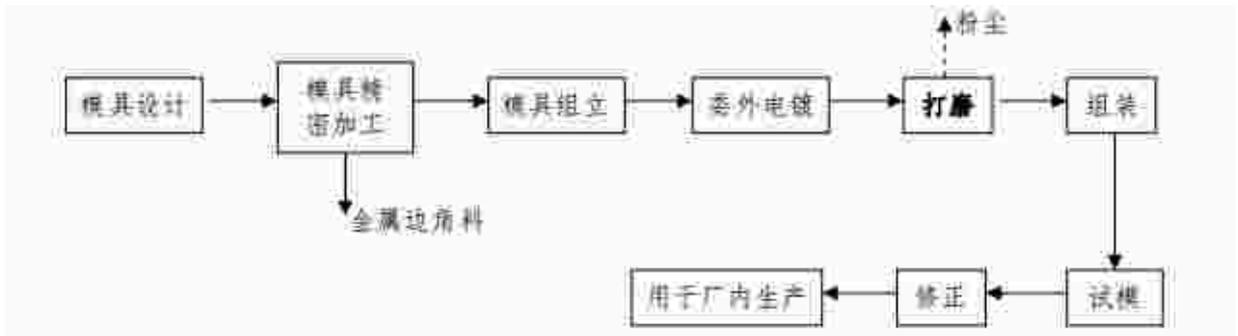 粉尘
模具设计
模具精
密加工
模具组立
委外电镀
打磨
组装
金属边角料
用于厂内生产
修正
试模